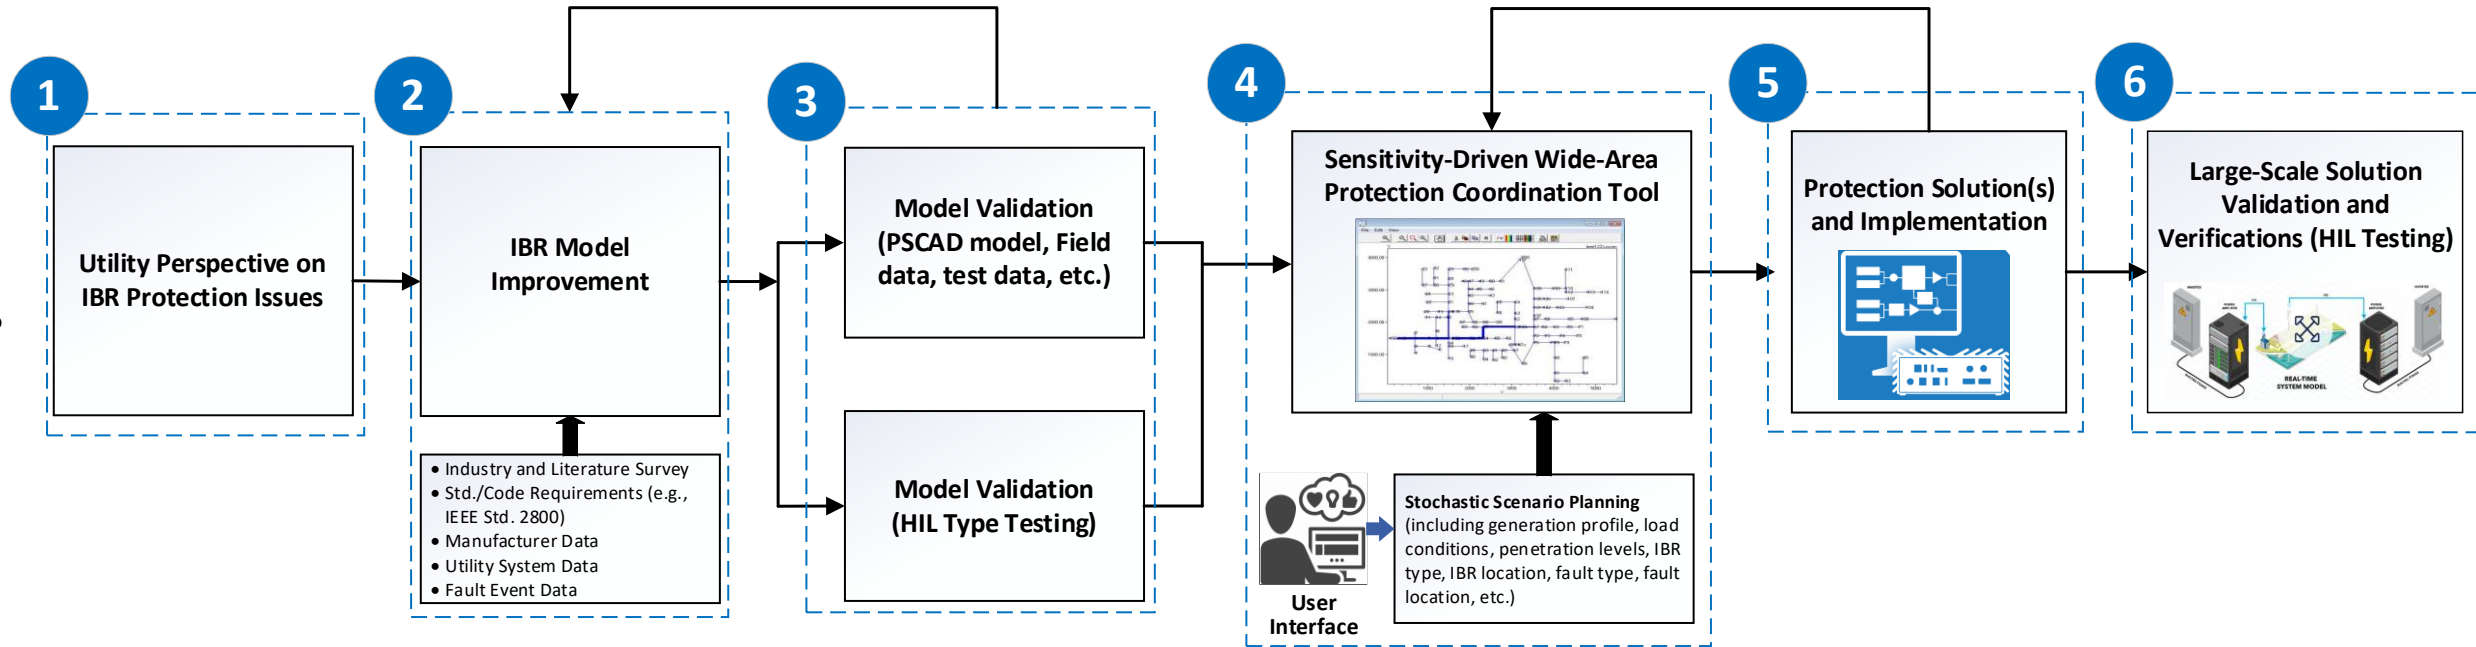 1
Utility Perspective on
IBR Protection Issues
2
IBR Model
Improvement
• Industry and Literature Survey
• Std./Code Requirements (e.g.,
IEEE Std. 2800)
• Manufacturer Data
• Utility System Data
• Fault Event Data
3
Model Validation
(PSCAD model, Field
data, test data, etc.)
Model Validation
(HIL Type Testing)
4
Sensitivity-Driven Wide-Area
Protection Coordination Tool
File Edit View
User
Interface
Stochastic Scenario Planning
(including generation profile, load
conditions, penetration levels, IBR
type, IBR location, fault type, fault
location, etc.)
5
Protection Solution(s)
and Implementation
6
Large-Scale Solution
Validation and
Verifications (HIL Testing)
REAL-TIME
SYSTEM MODEL